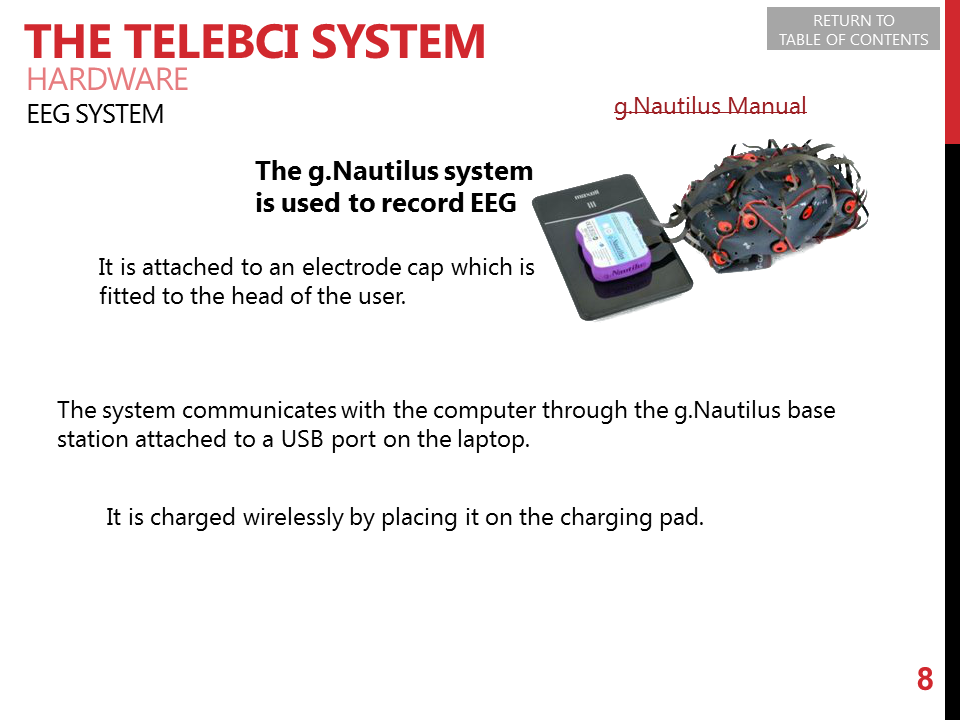 THE TELEBCI SYSTEM
RETURN TO
TABLE OF CONTENTS
HARDWARE
EEG SYSTEM
g.Nautilus Manual
The g.Nautilus system
is used to record EEG
maxell
Nautilus
It is attached to an electrode cap which is
fitted to the head of the user.
The system communicates with the computer through the g.Nautilus base
station attached to a USB port on the laptop.
It is charged wirelessly by placing it on the charging pad.
8